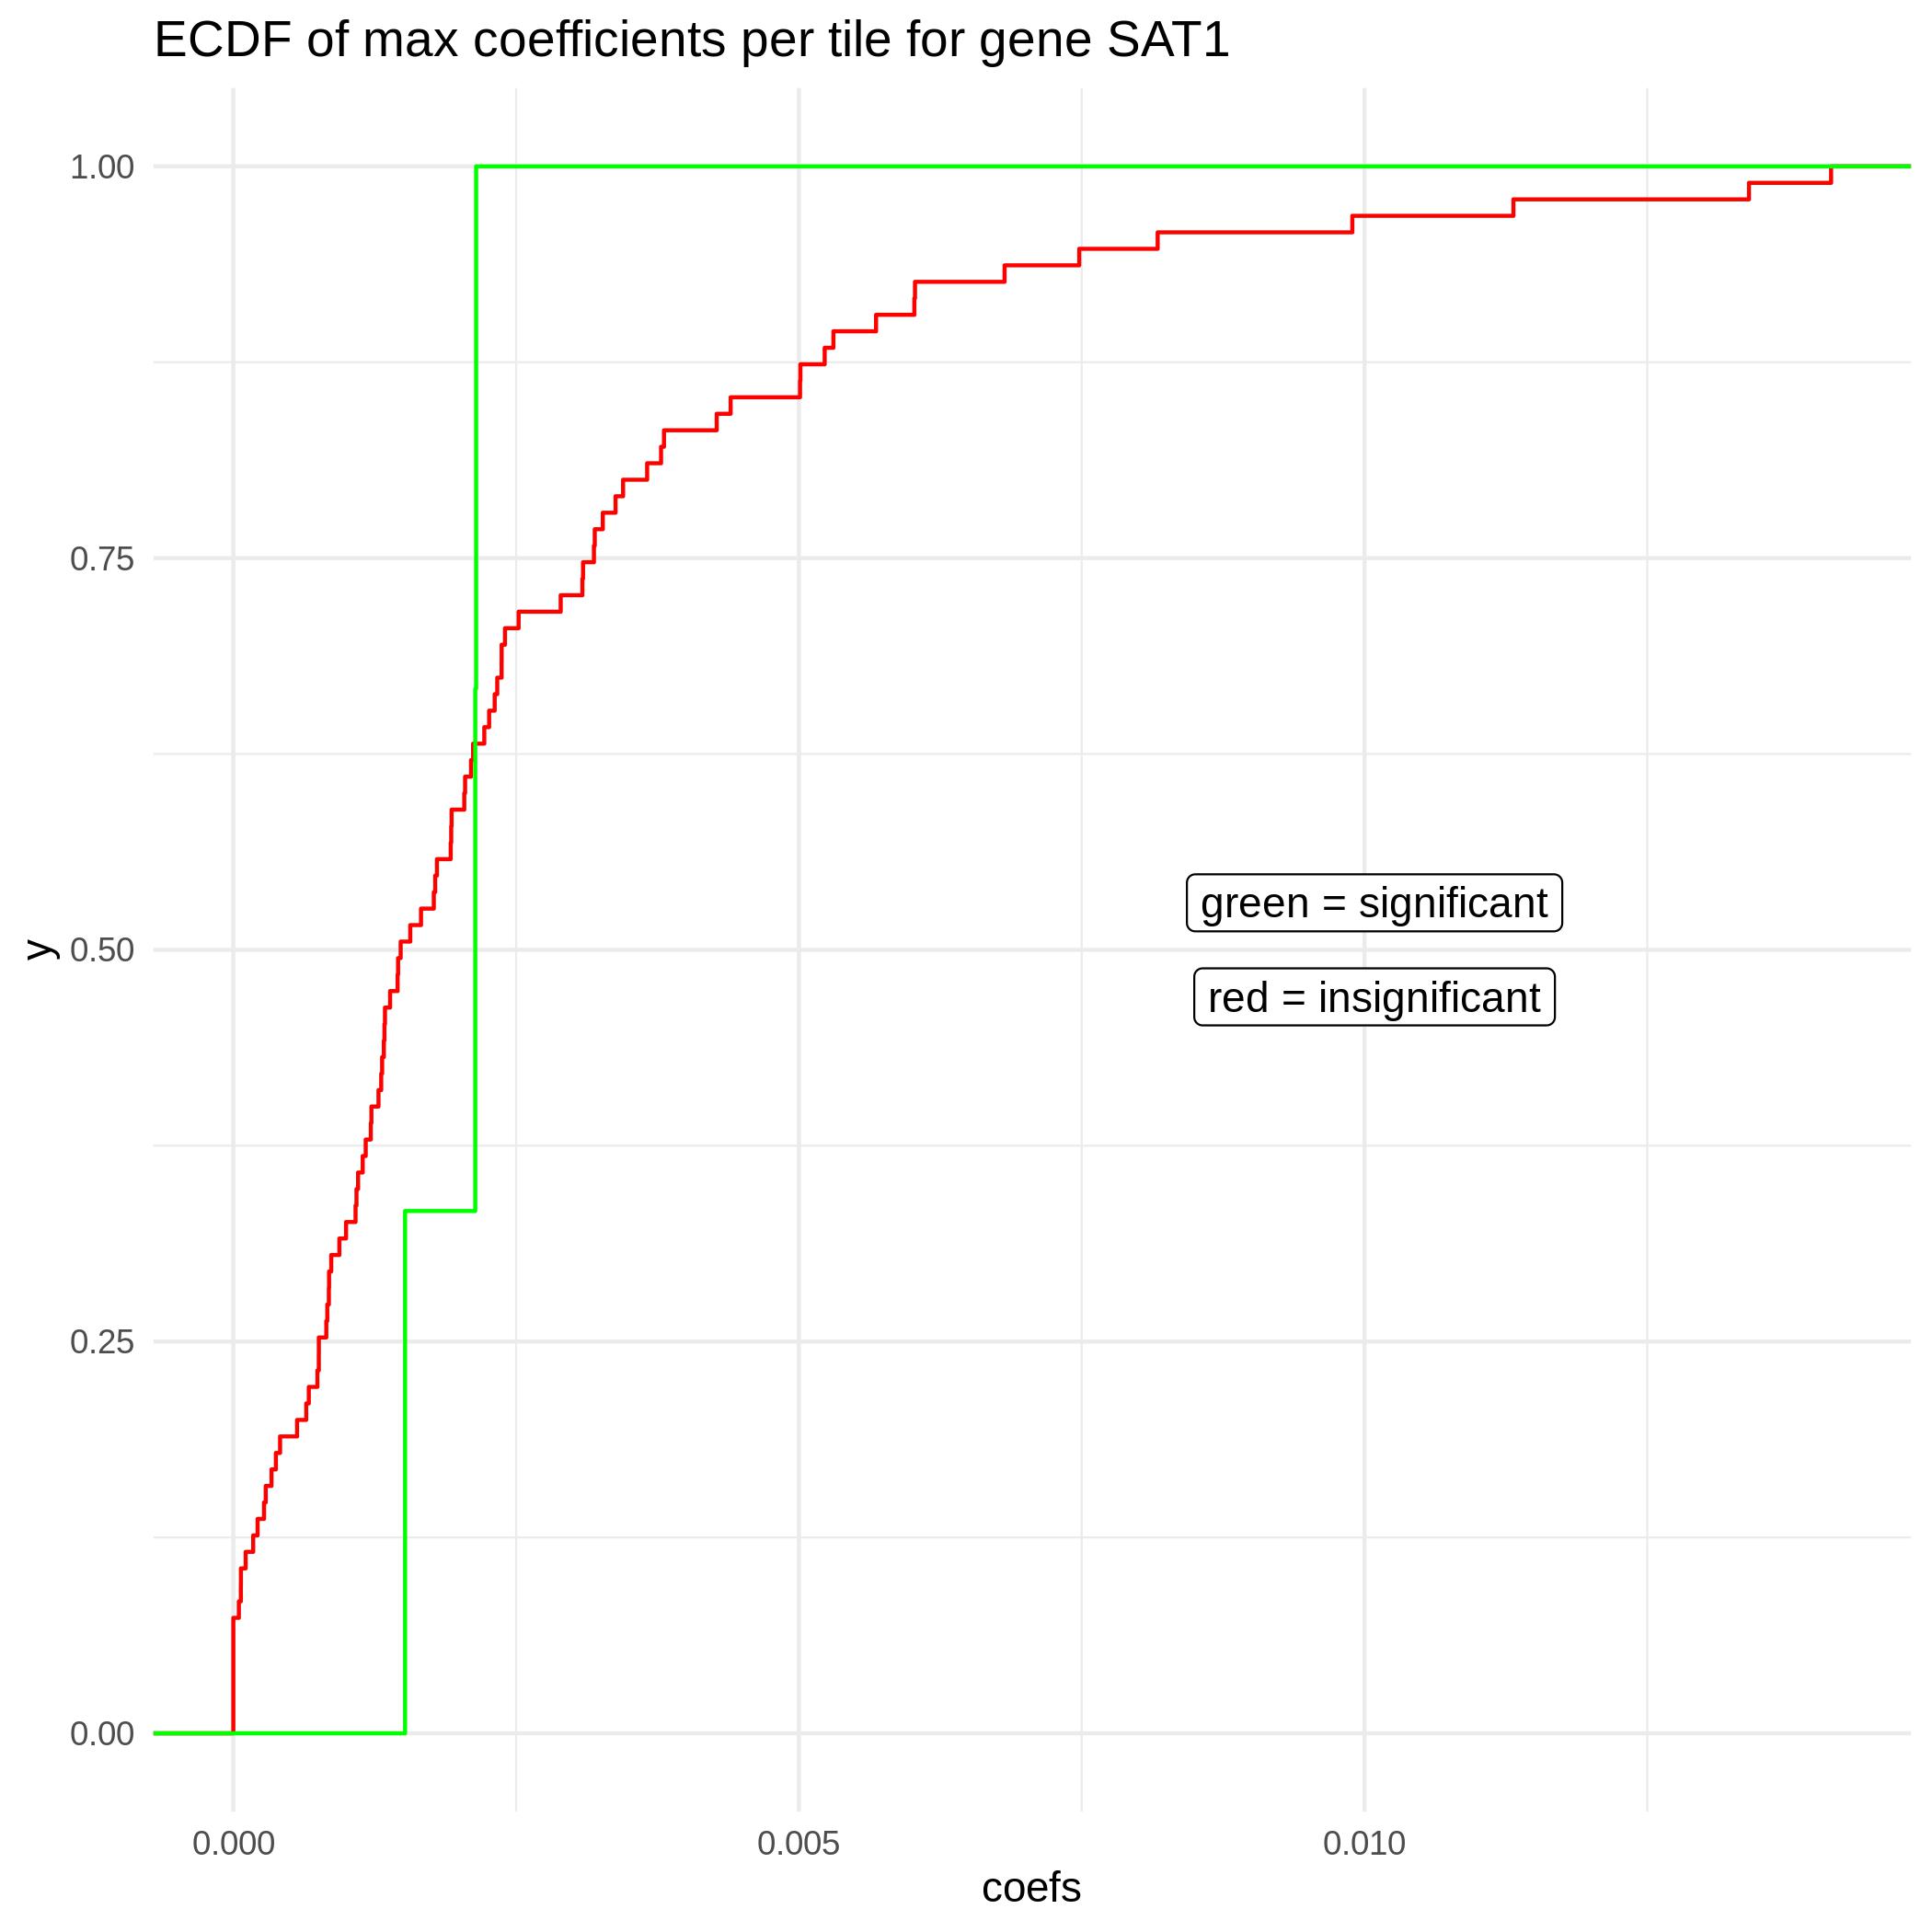 ECDF of max coefficients per tile for gene SAT1
1.00
0.75
0.50
0.25
0.00
y
green = significant
red = insignificant
0.000 0.005 0.010
coefs